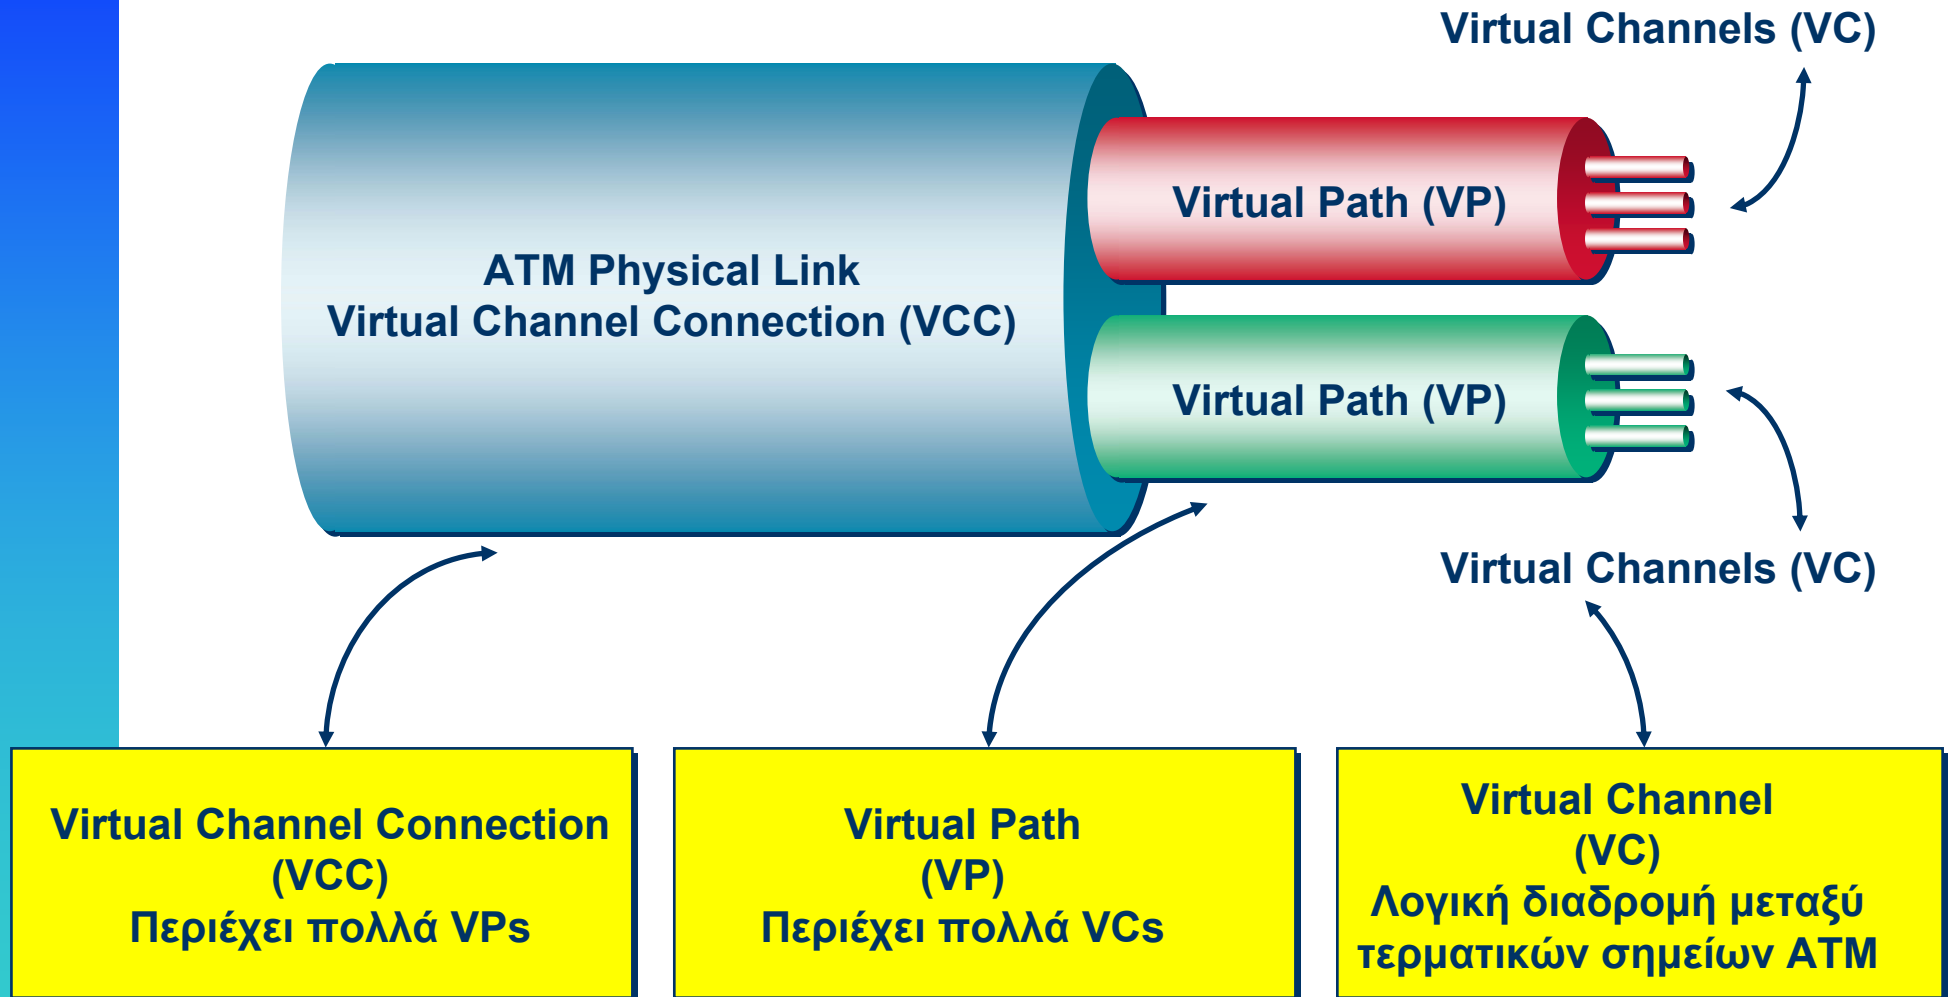 Virtual Channels (VC)
Virtual Path (VP)
ATM Physical Link
Virtual Channel Connection (VCC)
Virtual Path (VP)
Virtual Channels (VC)
Virtual Channel Connection
(VCC)
Περιέχει πολλά VPs
Virtual Path
(VP)
Περιέχει πολλά VCs
Virtual Channel
(VC)
Λογική διαδρομή μεταξύ
τερματικών σημείων ATM